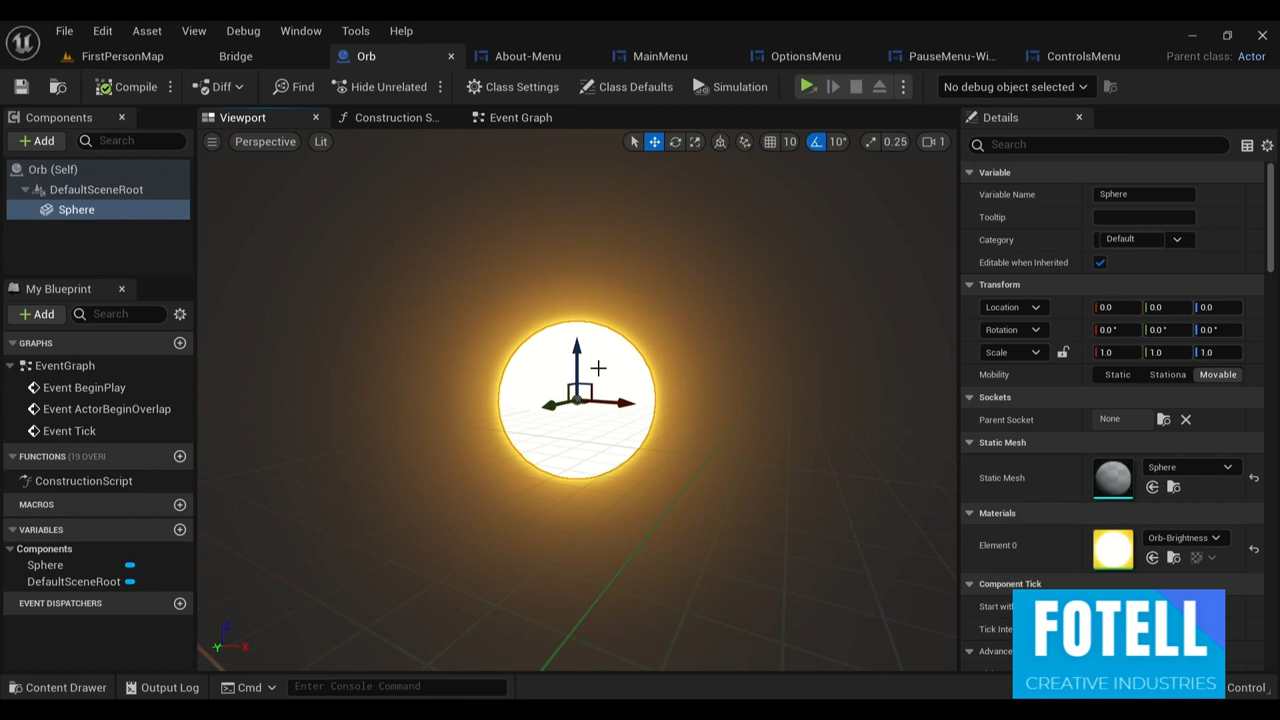 File Edit Asset View Debug Window Tools Help
FirstPersonMap Bridge Orb About-Menu MainMenu OptionsMenu PauseMenu-Wi... ControlsMenu Parent class: Actor
Compile Diff Find Hide Unrelated Class Settings Class Defaults Simulation No debug object selected
Components Viewport Construction S... Event Graph Details
+ Add Search Perspective Lit 10 10° 0.25 1 Search
Orb (Self)
DefaultSceneRoot
Sphere
My Blueprint
+ Add Search
GRAPHS
EventGraph
Event BeginPlay
Event ActorBeginOverlap
Event Tick
FUNCTIONS (19 OVERI
ConstructionScript
MACROS
VARIABLES
Components
Sphere
DefaultSceneRoot
EVENT DISPATCHERS
Z
Y X
Variable
Variable Name Sphere
Tooltip
Category Default
Editable when Inherited
Transform
Location 0.0 0.0 0.0
Rotation 0.0° 0.0° 0.0°
Scale 1.0 1.0 1.0
Mobility Static Stationa Movable
Sockets
Parent Socket None
Static Mesh
Static Mesh Sphere
Materials
Element 0 Orb-Brightness
Component Tick
Start wit
Tick Inte
Advanc
FOTELL
CREATIVE INDUSTRIES
Content Drawer Output Log Cmd Enter Console Command Control